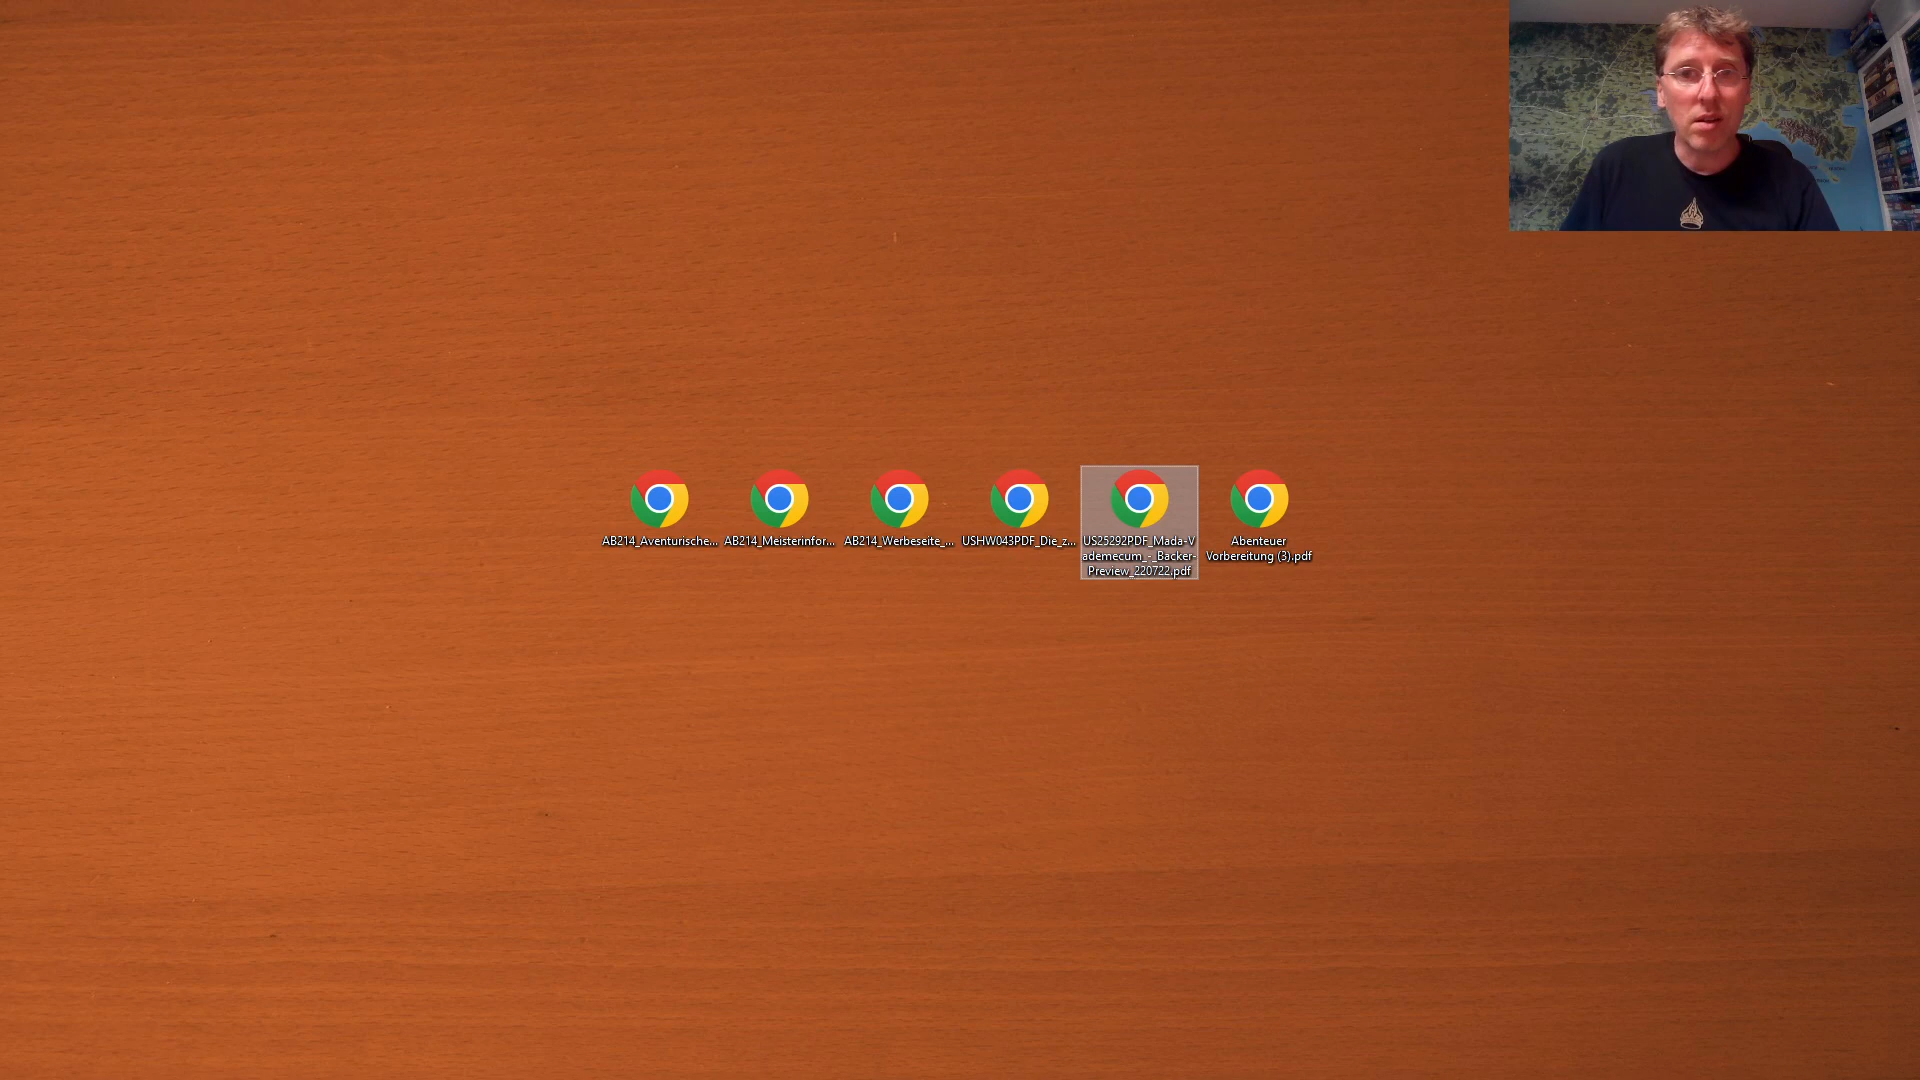 AB214_Aventurische...
AB214_Meisterinfor...
AB214_Werbeseite_...
USHW043PDF_Die_z...
US25292PDF_Mada-V
ademecum_-_Backer-
Preview_220722.pdf
Abenteuer
Vorbereitung (3).pdf